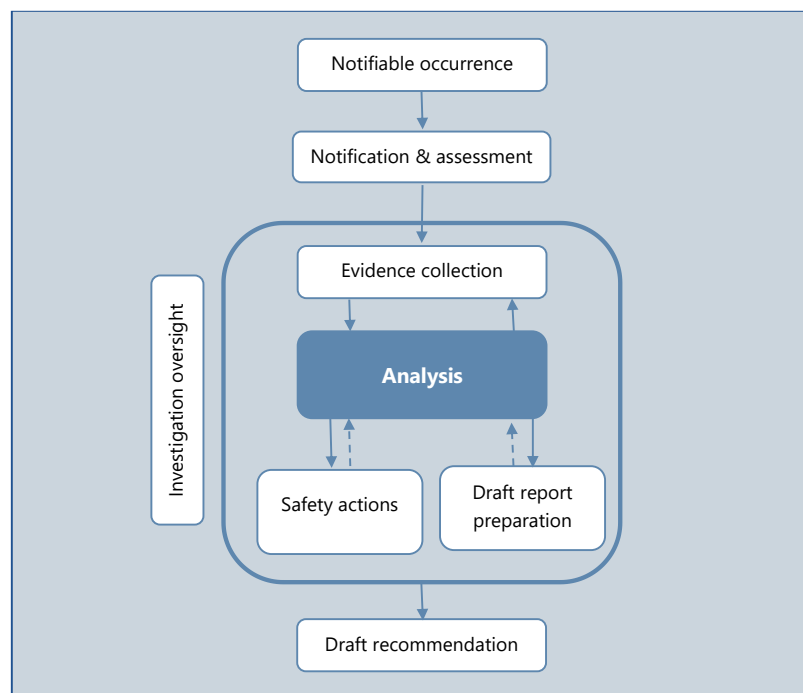 Notifiable occurrence
Notification & assessment
Evidence collection
Investigation oversight
Analysis
Safety actions
Draft report
preparation
Draft recommendation